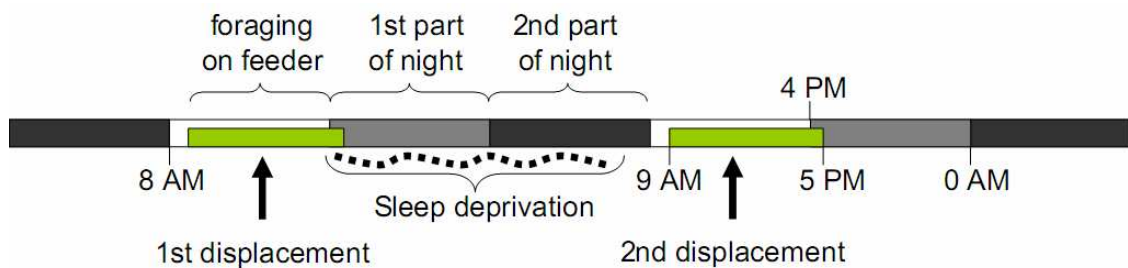 foraging
on feeder
1st part
of night
2nd part
of night
4 PM
8 AM
9 AM
5 PM
0 AM
Sleep deprivation
1st displacement
2nd displacement